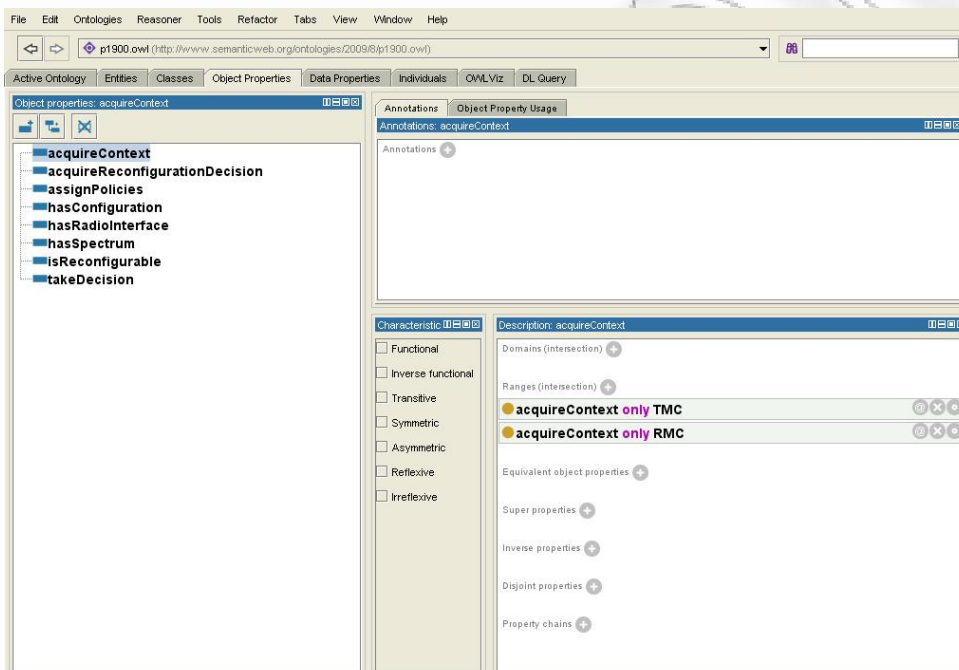 File Edit Ontologies Reasoner Tools Refactor Tabs View Window Help
p1900.owl (http://www.semanticweb.org/ontologies/2009/8/p1900.owl)
Active Ontology Entities Classes Object Properties Data Properties Individuals OWLViz DL Query
Object properties: acquireContext
acquireContext
acquireReconfigurationDecision
assignPolicies
hasConfiguration
hasRadioInterface
hasSpectrum
isReconfigurable
takeDecision
Annotations Object Property Usage
Annotations: acquireContext
Annotations
Characteristic
Functional
Inverse functional
Transitive
Symmetric
Asymmetric
Reflexive
Irreflexive
Description: acquireContext
Domains (intersection)
Ranges (intersection)
acquireContext only TMC
acquireContext only RMC
Equivalent object properties
Super properties
Inverse properties
Disjoint properties
Property chains